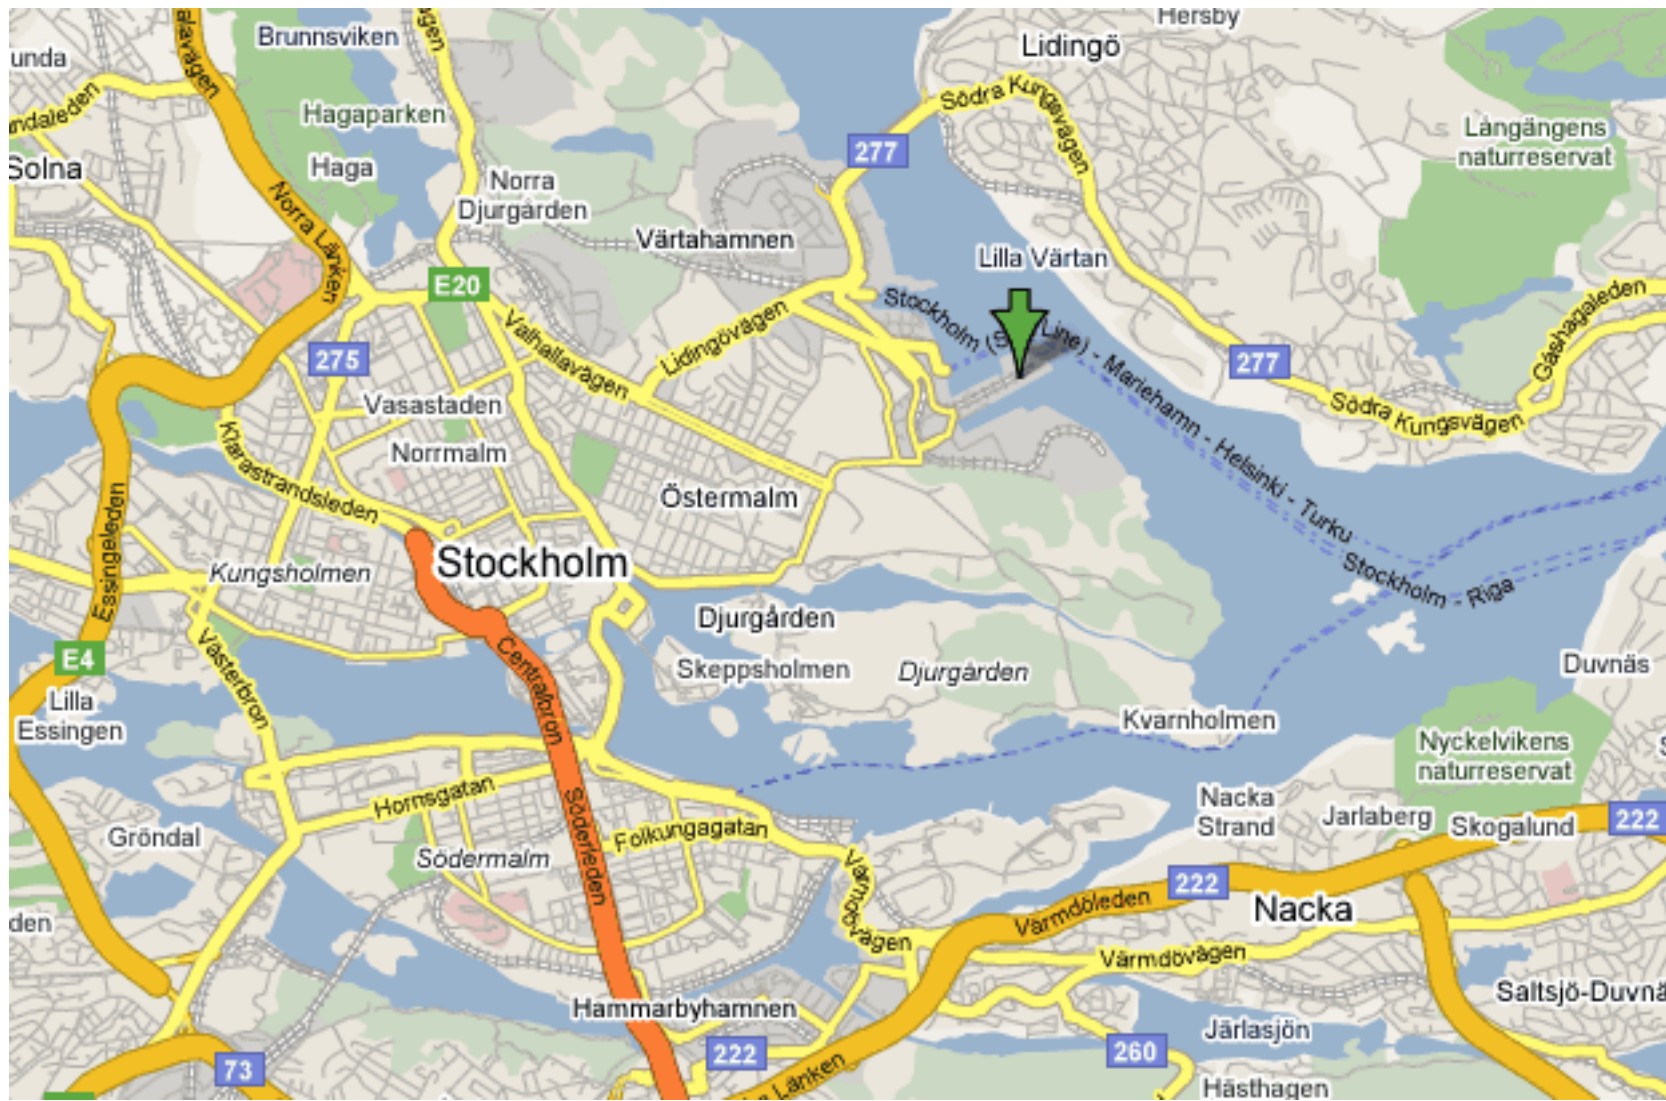 Hersby
Brunnsviken
Lidingö
unda
Södra Kungsvägen
Hagaparken
ndaleden
Långängens
naturreservat
277
Solna
Haga
Norra
Djurgården
Norra Länken
Värtahamnen
Lilla Värtan
E20
Stockholm (S Line) - Mariehamn - Helsinki - Turku
Gåshagaleden
Valhallavägen
Lidingövägen
275
277
Vasastaden
Södra Kungsvägen
Klarastrandsleden
Norrmalm
Östermalm
Essingeleden
Stockholm
Kungsholmen
Stockholm - Riga
Djurgården
E4
Västerbron
Centralbron
Skeppsholmen
Djurgården
Duvnäs
Lilla
Essingen
Kvarnholmen
Nyckelvikens
naturreservat
Hornsgatan
Söderleden
Nacka
Strand
Jarlaberg
Skogalund
222
Gröndal
Folkungagatan
Södermalm
Värmdövägen
222
Värmdöleden
Nacka
den
Värmdövägen
Saltsjö-Duvnä
Hammarbyhamnen
Järlasjön
222
260
73
Länken
Hästhagen